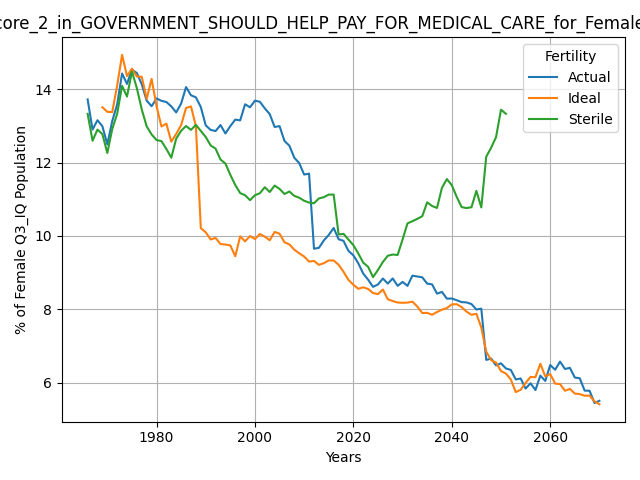 core_2_in_GOVERNMENT_SHOULD_HELP_PAY_FOR_MEDICAL_CARE_for_Female
Fertility
Actual
Ideal
Sterile
% of Female Q3_IQ Population
14
12
10
8
6
1980
2000
2020
2040
2060
Years